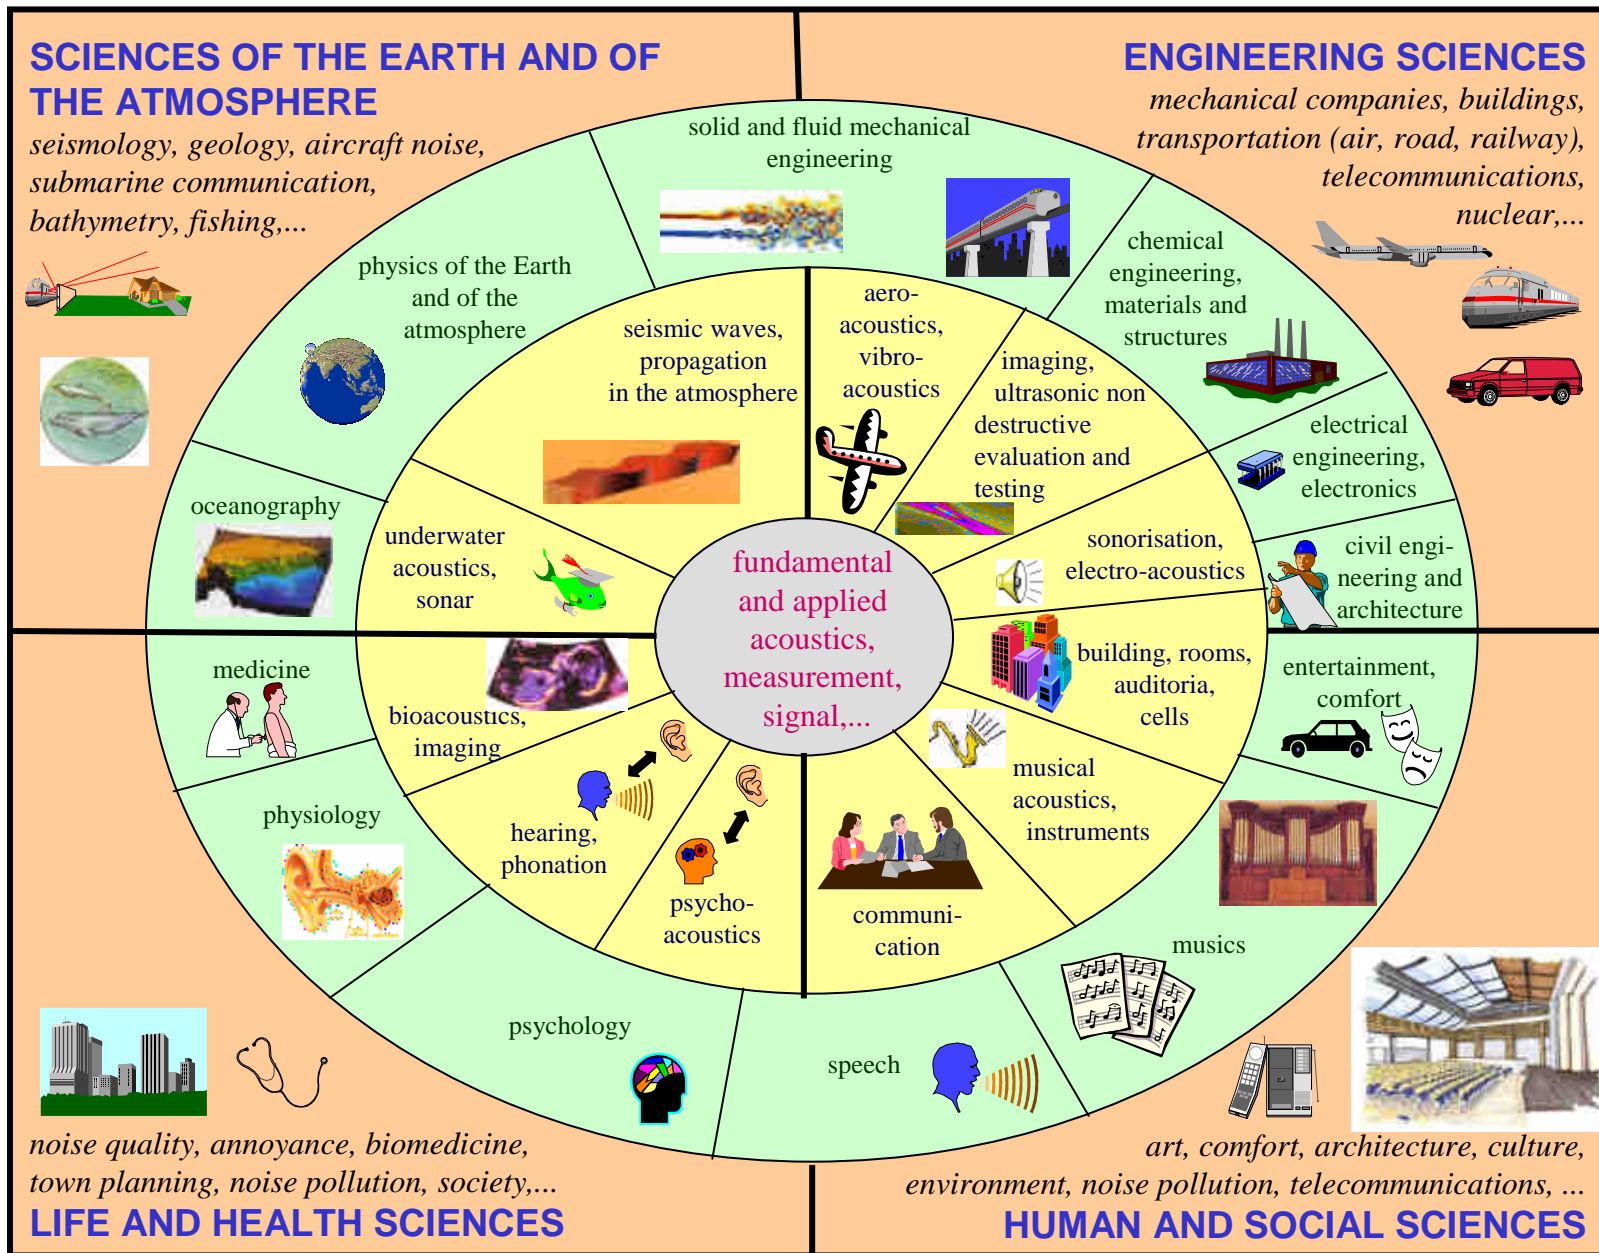 SCIENCES OF THE EARTH AND OF
THE ATMOSPHERE
seismology, geology, aircraft noise,
submarine communication,
bathymetry, fishing,...
ENGINEERING SCIENCES
mechanical companies, buildings,
transportation (air, road, railway),
telecommunications,
nuclear,...
solid and fluid mechanical
engineering
physics of the Earth
and of the
atmosphere
chemical
engineering,
materials and
structures
electrical
engineering,
electronics
civil engi-
neering and
architecture
oceanography
seismic waves,
propagation
in the atmosphere
aero-
acoustics,
vibro-
acoustics
imaging,
ultrasonic non
destructive
evaluation and
testing
underwater
acoustics,
sonar
sonorisation,
electro-acoustics
fundamental
and applied
acoustics,
measurement,
signal,...
building, rooms,
auditoria,
cells
bioacoustics,
imaging
hearing,
phonation
psycho-
acoustics
communi-
cation
musical
acoustics,
instruments
medicine
physiology
psychology
speech
musics
entertainment,
comfort
noise quality, annoyance, biomedicine,
town planning, noise pollution, society,...
LIFE AND HEALTH SCIENCES
art, comfort, architecture, culture,
environment, noise pollution, telecommunications, ...
HUMAN AND SOCIAL SCIENCES